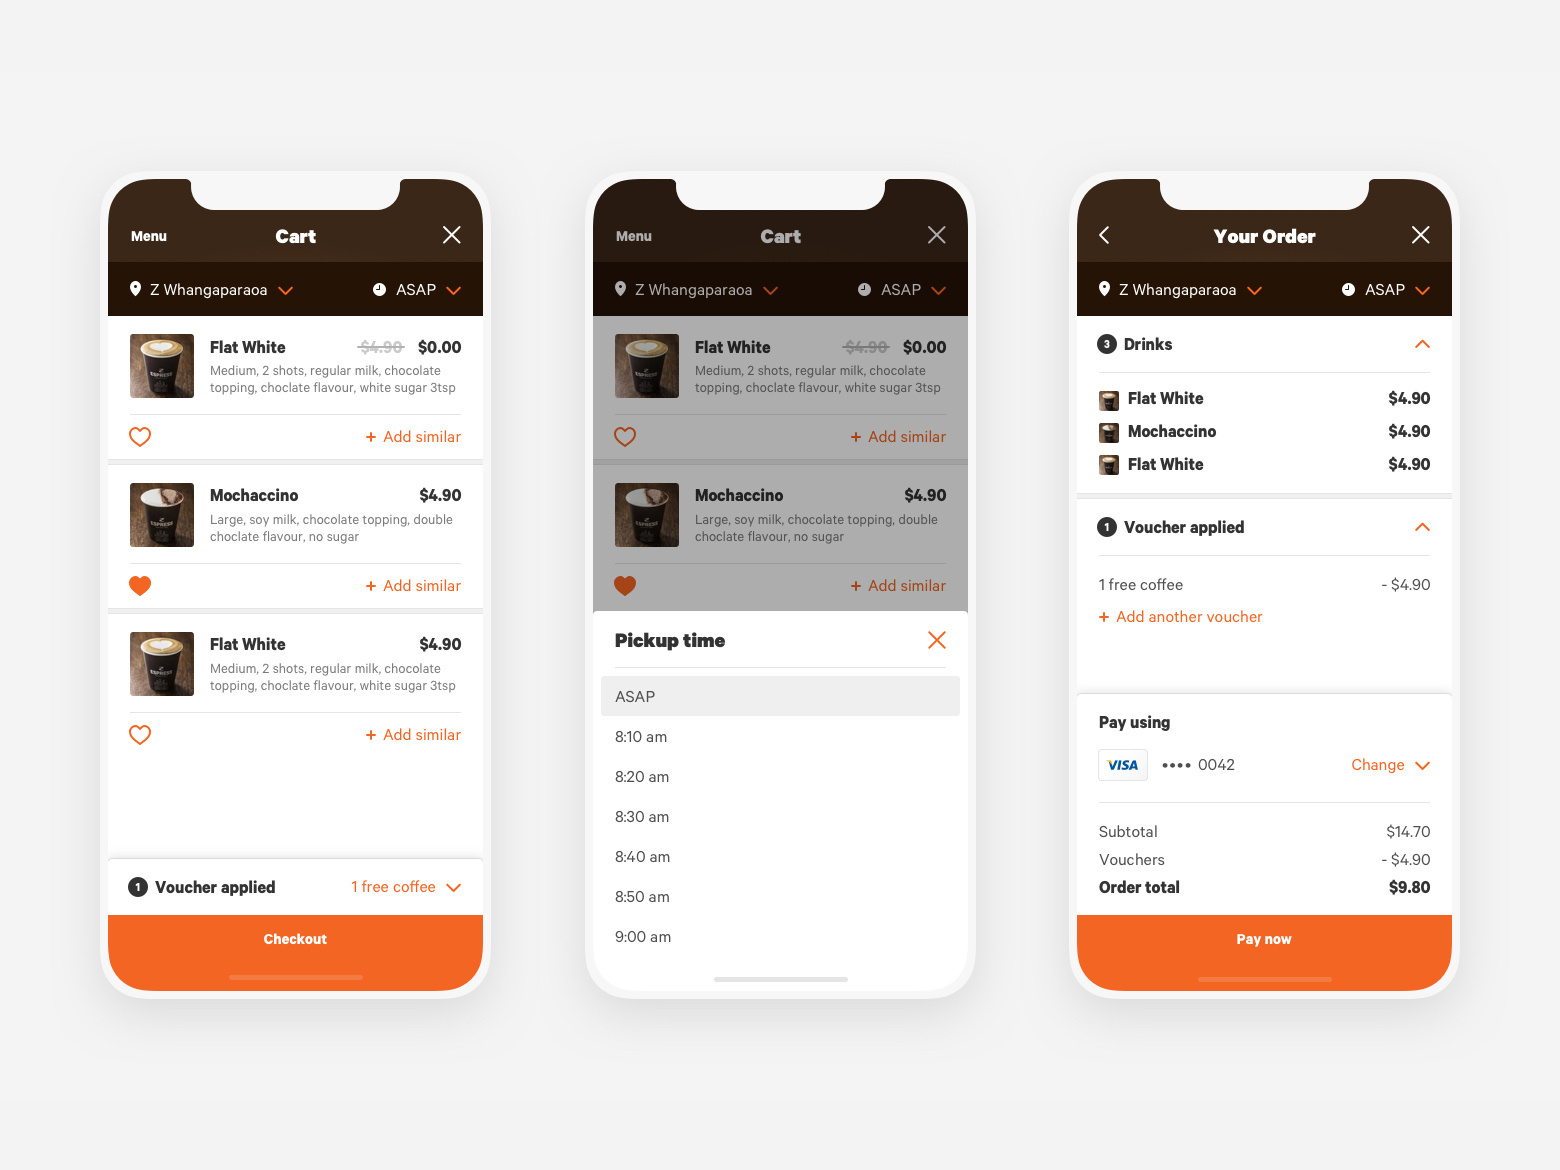 Menu
Cart
Z Whangaparaoa
ASAP
Flat White
$4.90 $0.00
Medium, 2 shots, regular milk, chocolate
topping, choclate flavour, white sugar 3tsp
+ Add similar
Mochaccino
$4.90
Large, soy milk, chocolate topping, double
choclate flavour, no sugar
+ Add similar
Flat White
$4.90
Medium, 2 shots, regular milk, chocolate
topping, choclate flavour, white sugar 3tsp
+ Add similar
1 Voucher applied
1 free coffee
Checkout
Menu
Cart
Z Whangaparaoa
ASAP
Flat White
$4.90 $0.00
Medium, 2 shots, regular milk, chocolate
topping, choclate flavour, white sugar 3tsp
+ Add similar
Mochaccino
$4.90
Large, soy milk, chocolate topping, double
choclate flavour, no sugar
+ Add similar
Pickup time
ASAP
8:10 am
8:20 am
8:30 am
8:40 am
8:50 am
9:00 am
Your Order
Z Whangaparaoa
ASAP
3 Drinks
Flat White
$4.90
Mochaccino
$4.90
Flat White
$4.90
1 Voucher applied
1 free coffee
- $4.90
+ Add another voucher
Pay using
VISA
•••• 0042
Change
Subtotal
$14.70
Vouchers
- $4.90
Order total
$9.80
Pay now